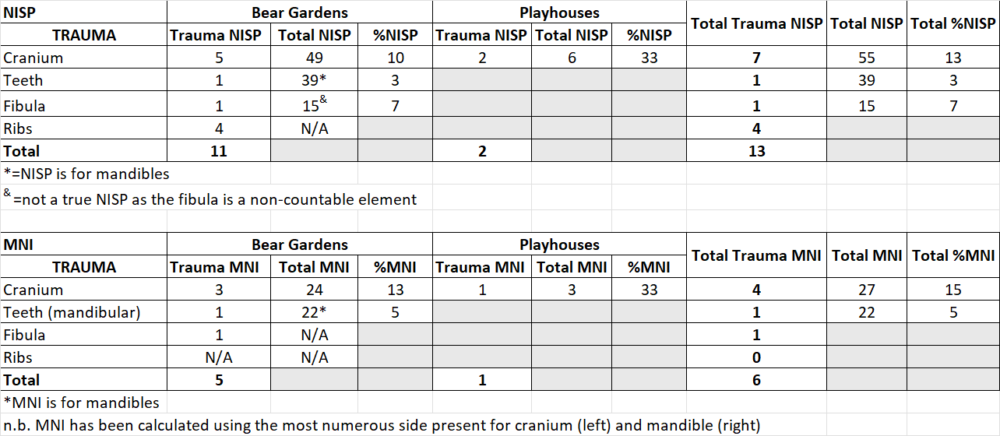 NISP Bear Gardens Playhouses Total Trauma NISP Total NISP Total %NISP
TRAUMA Trauma NISP Total NISP %NISP Trauma NISP Total NISP %NISP
Cranium 5 49 10 2 6 33 7 55 13
Teeth 1 39* 3 1 39 3
Fibula 1 15& 7 1 15 7
Ribs 4 N/A 4
Total 11 2 13
*=NISP is for mandibles
&=not a true NISP as the fibula is a non-countable element
MNI Bear Gardens Playhouses Total Trauma MNI Total MNI Total %MNI
TRAUMA Trauma MNI Total MNI %MNI Trauma MNI Total MNI %MNI
Cranium 3 24 13 1 3 33 4 27 15
Teeth (mandibular) 1 22* 5 1 22 5
Fibula 1 N/A 1
Ribs N/A N/A 0
Total 5 1 6
*MNI is for mandibles
n.b. MNI has been calculated using the most numerous side present for cranium (left) and mandible (right)